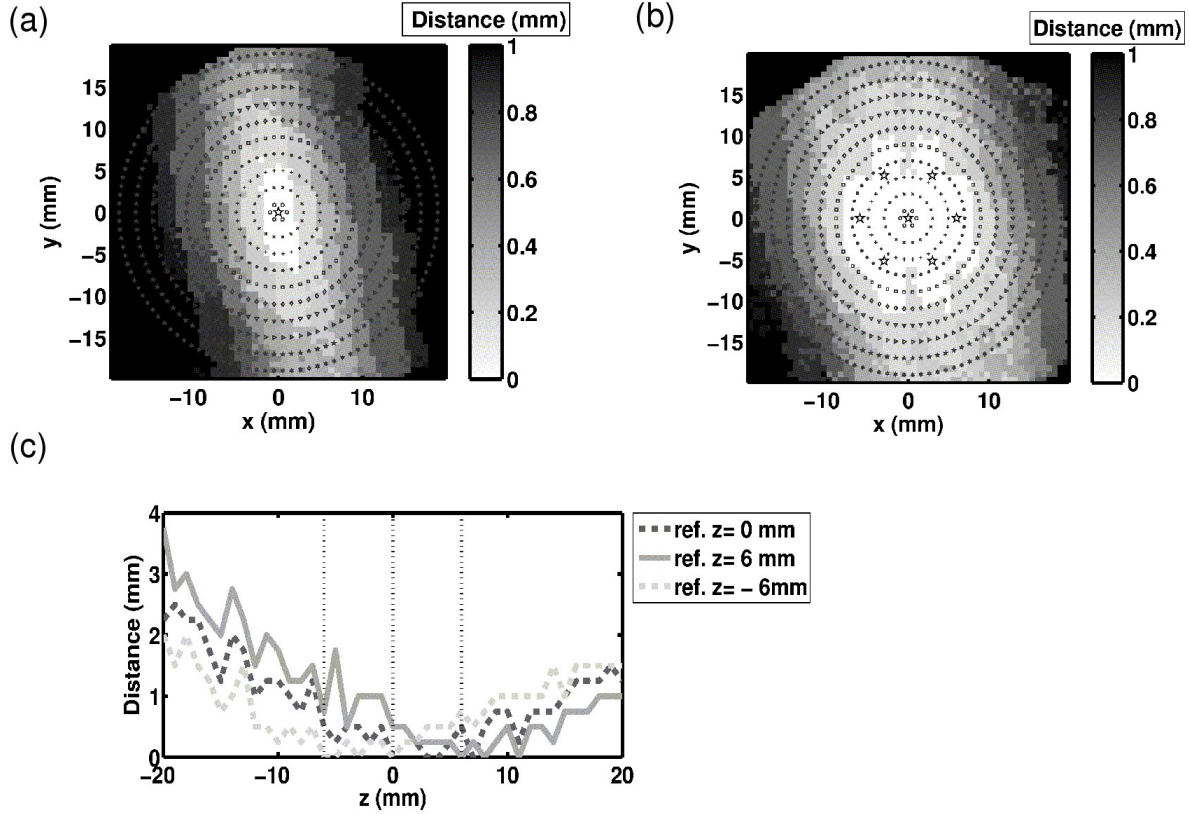 (a)
Distance (mm)
1
0.8
0.6
0.4
0.2
0
15
10
5
0
−5
−10
−15
y (mm)
−10 0 10
x (mm)
(b)
Distance (mm)
1
0.8
0.6
0.4
0.2
0
15
10
5
0
−5
−10
−15
y (mm)
−10 0 10
x (mm)
(c)
4
3
2
1
0
Distance (mm)
−20 −10 0 10 20
z (mm)
ref. z= 0 mm
ref. z= 6 mm
ref. z= − 6mm